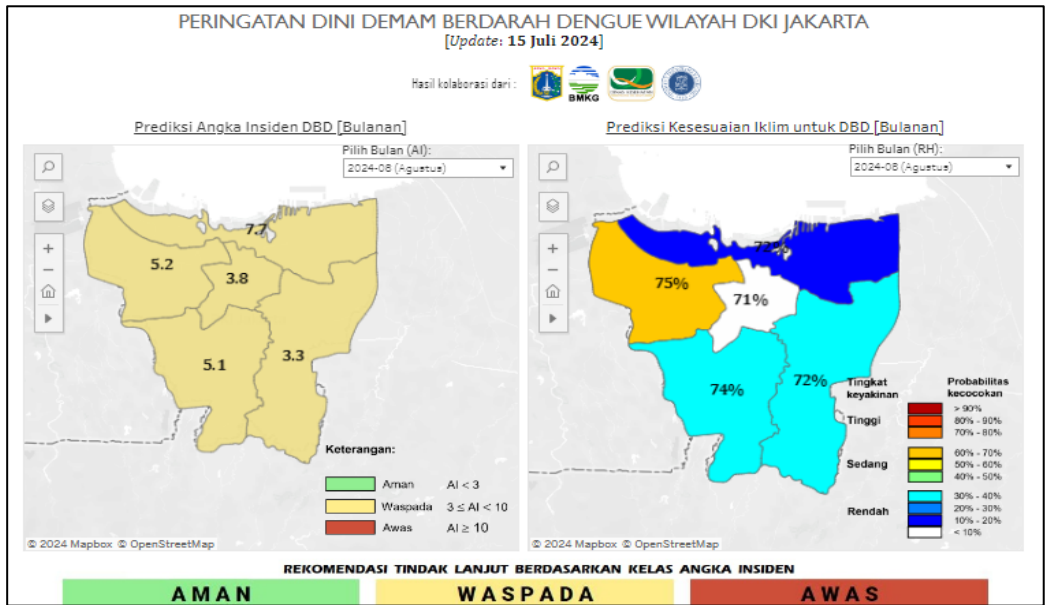 PERINGATAN DINI DEMAM BERDARAH DENGUE WILAYAH DKI JAKARTA
[Update: 15 Juli 2024]
Hasil kolaborasi dari :
BMKG
Prediksi Angka Insiden DBD [Bulanan]
Pilih Bulan (AI):
2024-08 (Agustus)
7.7
5.2
3.8
5.1
3.3
Keterangan:
Aman AI < 3
Waspada 3 ≤ AI < 10
Awas AI ≥ 10
© 2024 Mapbox © OpenStreetMap
Prediksi Kesesuaian Iklim untuk DBD [Bulanan]
Pilih Bulan (RH):
2024-08 (Agustus)
72%
75%
71%
74%
72%
Tingkat keyakinan
Probabilitas kecocokan
Tinggi
> 90%
80% - 90%
70% - 80%
Sedang
60% - 70%
50% - 60%
40% - 50%
Rendah
30% - 40%
20% - 30%
10% - 20%
< 10%
© 2024 Mapbox © OpenStreetMap
REKOMENDASI TINDAK LANJUT BERDASARKAN KELAS ANGKA INSIDEN
AMAN WASPADA AWAS